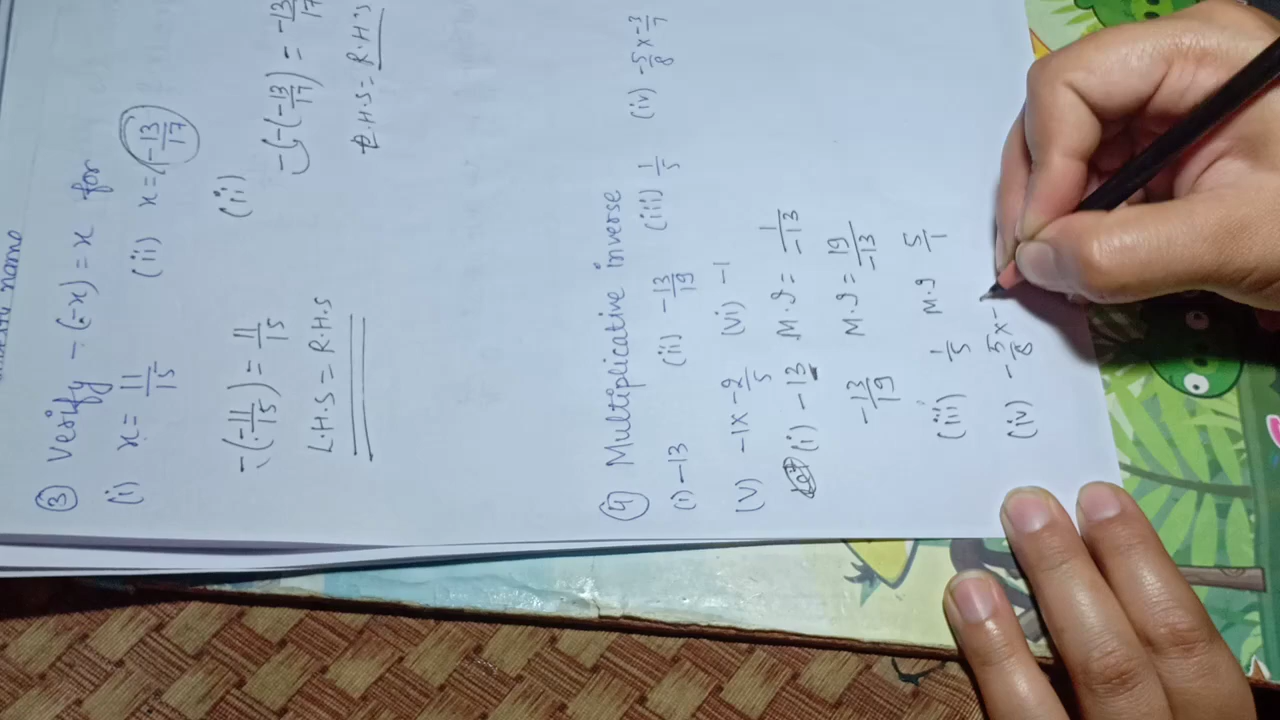 ③ Verify -(-x) = x for
(i) x = 11/15 (ii) x = -13/17
-(-11/15) = 11/15 (ii) -(-(-13/17)) = -13/17
L.H.S = R.H.S L.H.S = R.H.S
④ Multiplicative inverse
(i) -13 (ii) -13/19 (iii) 1/5 (iv) -5/8 x -3/7
(v) -1 x -2/5 (vi) -1
(i) -13 M.I = 1/-13
-13/19 M.I = 19/-13
(iii) 1/5 M.I 5/1
(iv) -5/8 x -